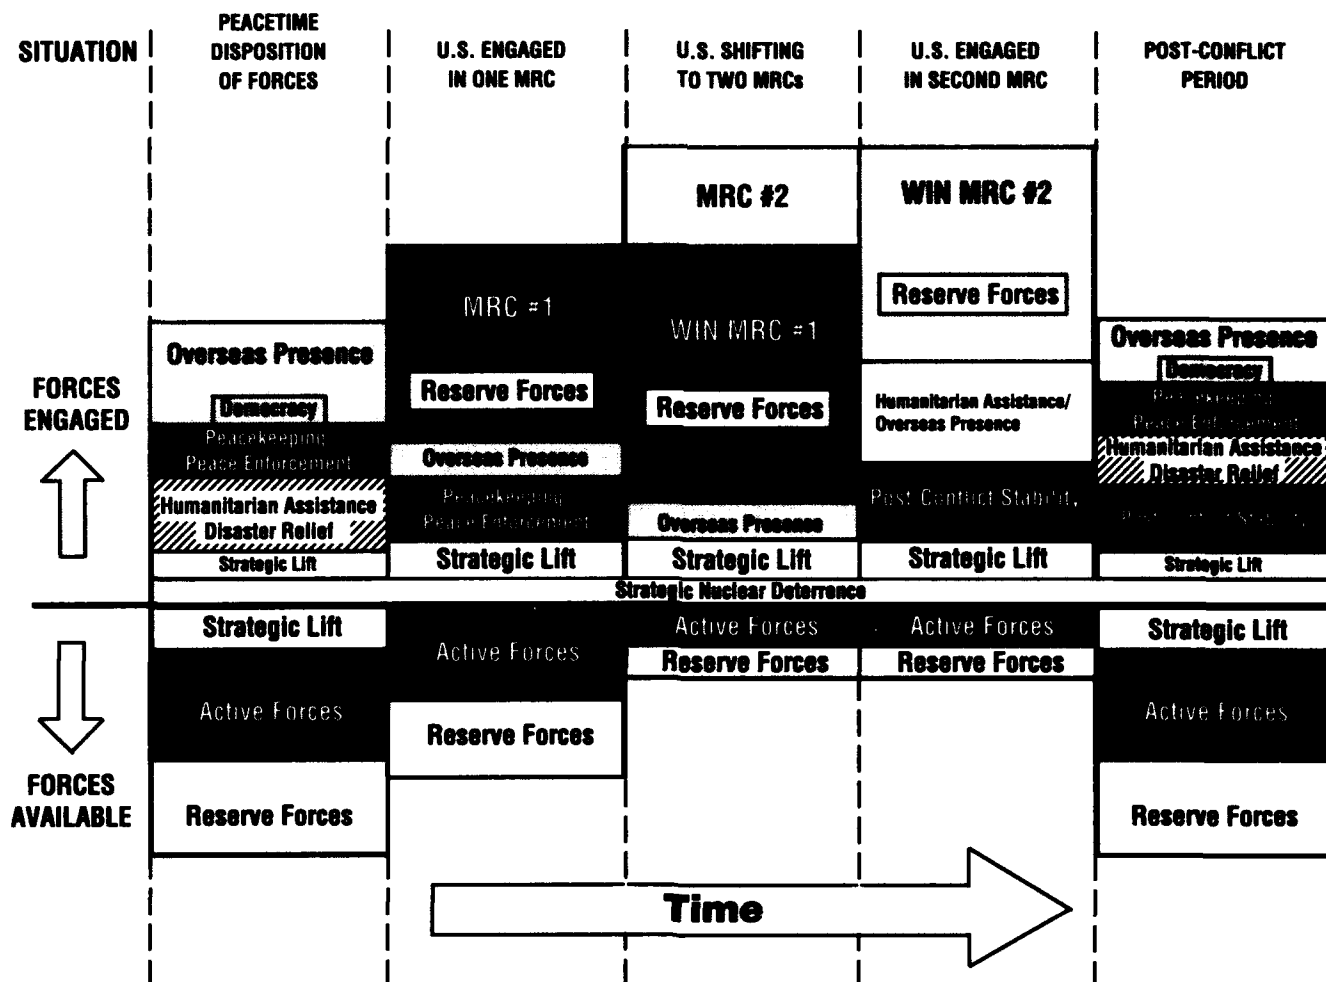 SITUATION
PEACETIME
DISPOSITION
OF FORCES
U.S. ENGAGED
IN ONE MRC
U.S. SHIFTING
TO TWO MRCs
U.S. ENGAGED
IN SECOND MRC
POST-CONFLICT
PERIOD
FORCES
ENGAGED
Overseas Presence
Democracy
Peacekeeping
Peace Enforcement
Humanitarian Assistance
Disaster Relief
Strategic Lift
MRC #1
Reserve Forces
Overseas Presence
Peacekeeping
Peace Enforcement
Strategic Lift
MRC #2
WIN MRC #1
Reserve Forces
Overseas Presence
Strategic Lift
WIN MRC #2
Reserve Forces
Humanitarian Assistance/
Overseas Presence
Post Conflict
Strategic Lift
Overseas Presence
Democracy
Peacekeeping
Peace Enforcement
Humanitarian Assistance
Disaster Relief
Strategic Lift
Strategic Nuclear Deterrence
FORCES
AVAILABLE
Strategic Lift
Active Forces
Reserve Forces
Active Forces
Reserve Forces
Active Forces
Reserve Forces
Active Forces
Reserve Forces
Strategic Lift
Active Forces
Reserve Forces
Time